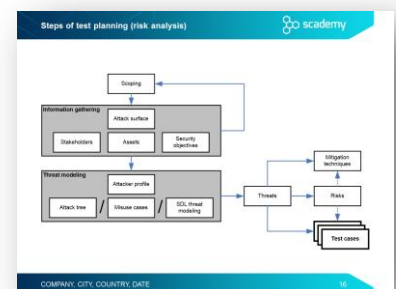 Steps of test planning (risk analysis)
scademy
Scoping
Information gathering
Attack surface
Stakeholders
Assets
Security
objectives
Threat modeling
Attacker profile
Attack tree
/
Misuse cases
/
SDL threat
modeling
Threats
Mitigation
techniques
Risks
Test cases
COMPANY, CITY, COUNTRY, DATE
16